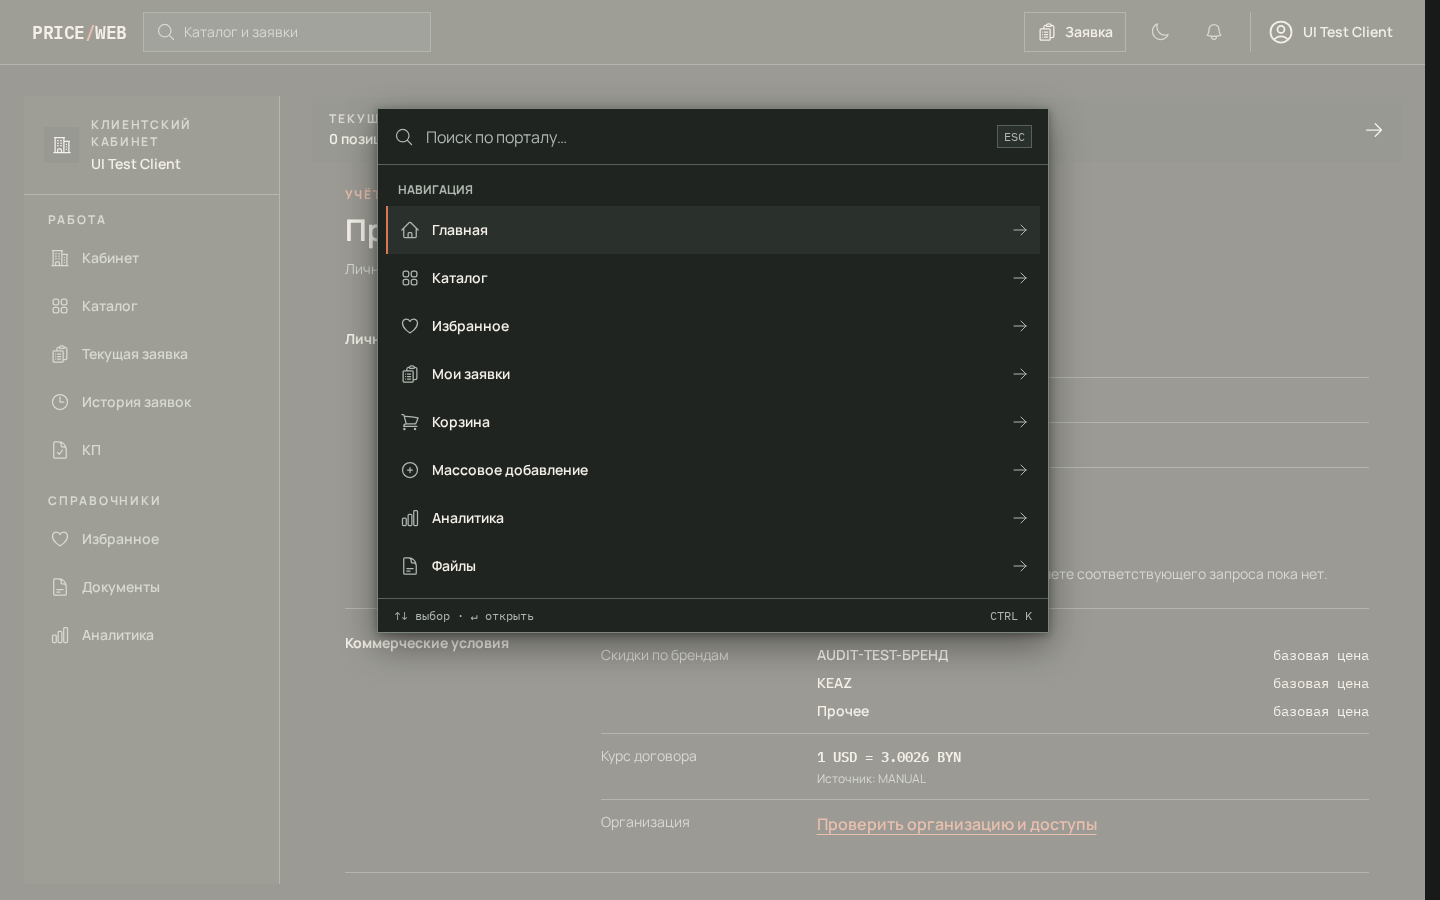 PRICE/WEB
Каталог и заявки
Заявка
UI Test Client
КЛИЕНТСКИЙ
КАБИНЕТ
UI Test Client
РАБОТА
Кабинет
Каталог
Текущая заявка
История заявок
КП
СПРАВОЧНИКИ
Избранное
Документы
Аналитика
0
Поиск по порталу...
ESC
НАВИГАЦИЯ
Главная
Каталог
Избранное
Мои заявки
Корзина
Массовое добавление
Аналитика
Файлы
↑↓ выбор · ↵ открыть
CTRL K
соответствующего запроса пока нет.
Коммерческие условия
Скидки по брендам
AUDIT-TEST-БРЕНД
базовая цена
KEAZ
базовая цена
Прочее
базовая цена
Курс договора
1 USD = 3.0026 BYN
Источник: MANUAL
Организация
Проверить организацию и доступы